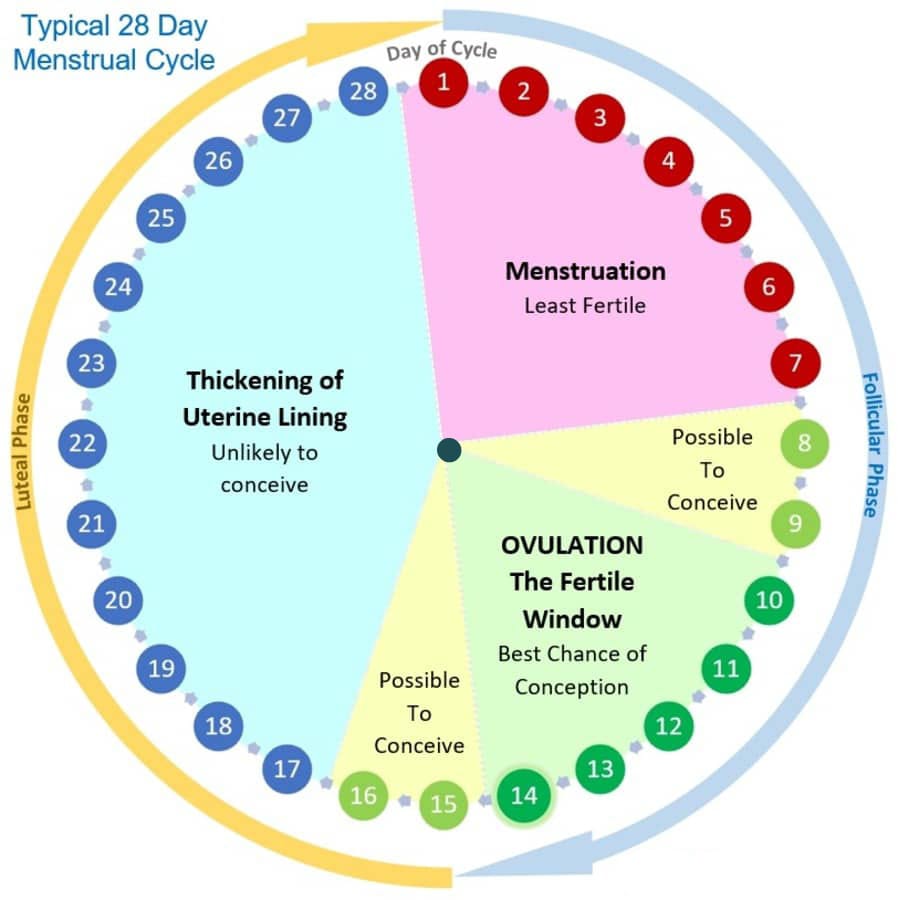 Typical 28 Day
Menstrual Cycle
Day of Cycle
1
2
3
4
5
6
7
8
9
10
11
12
13
14
15
16
17
18
19
20
21
22
23
24
25
26
27
28
Menstruation
Least Fertile
Possible
To
Conceive
OVULATION
The Fertile
Window
Best Chance of
Conception
Possible
To
Conceive
Thickening of
Uterine Lining
Unlikely to
conceive
Follicular Phase
Luteal Phase